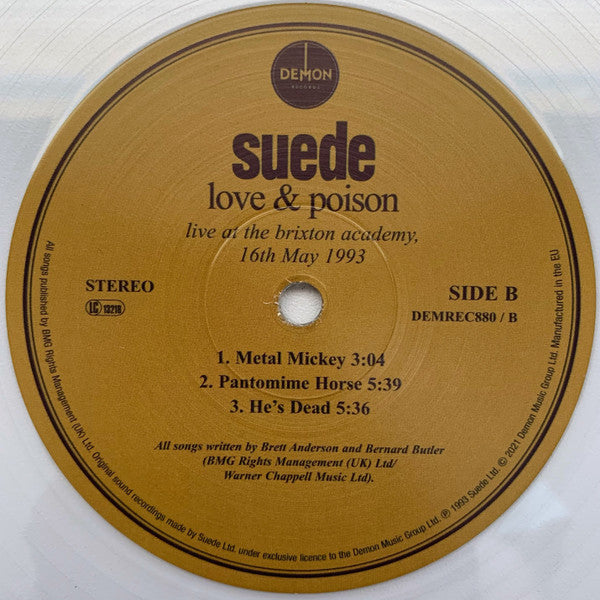 DEMON
RECORDS
suede
love & poison
live at the brixton academy,
16th May 1993
STEREO
LC 13218
SIDE B
DEMREC880 / B
1. Metal Mickey 3:04
2. Pantomime Horse 5:39
3. He's Dead 5:36
All songs written by Brett Anderson and Bernard Butler
(BMG Rights Management (UK) Ltd/
Warner Chappell Music Ltd).
All songs published by BMG Rights Management (UK) Ltd. Original sound recordings made by Suede Ltd. under exclusive licence to the Demon Music Group Ltd. ℗ 1993 Suede Ltd. © 2021 Demon Music Group Ltd. Manufactured in the EU